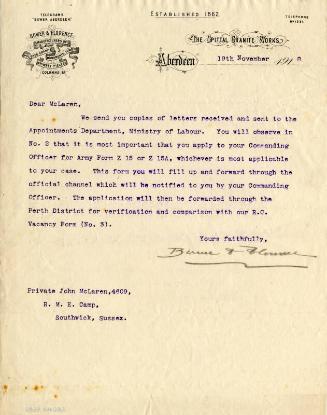 TELEGRAMS
"BOWER ABERDEEN"
ESTABLISHED 1862
TELEPHONE
BOWER & FLORENCE
THE SPITAL GRANITE WORKS.
Aberdeen
19th November 191 8
Dear McLaren,
We send you copies of letters received and sent to the
Appointments Department, Ministry of Labour. You will observe in
No. 2 that it is most important that you apply to your Commanding
Officer for Army Form Z 15 or Z 15A, whichever is most applicable
to your case. This form you will fill up and forward through the
official channel which will be notified to you by your Commanding
Officer. The application will then be forwarded through the
Perth District for verification and comparison with our R.O.
Vacancy Form (No. 3).
Yours faithfully,
Bower & Florence
Private John McLaren, 4609,
R. M. E. Camp,
Southwick, Sussex.